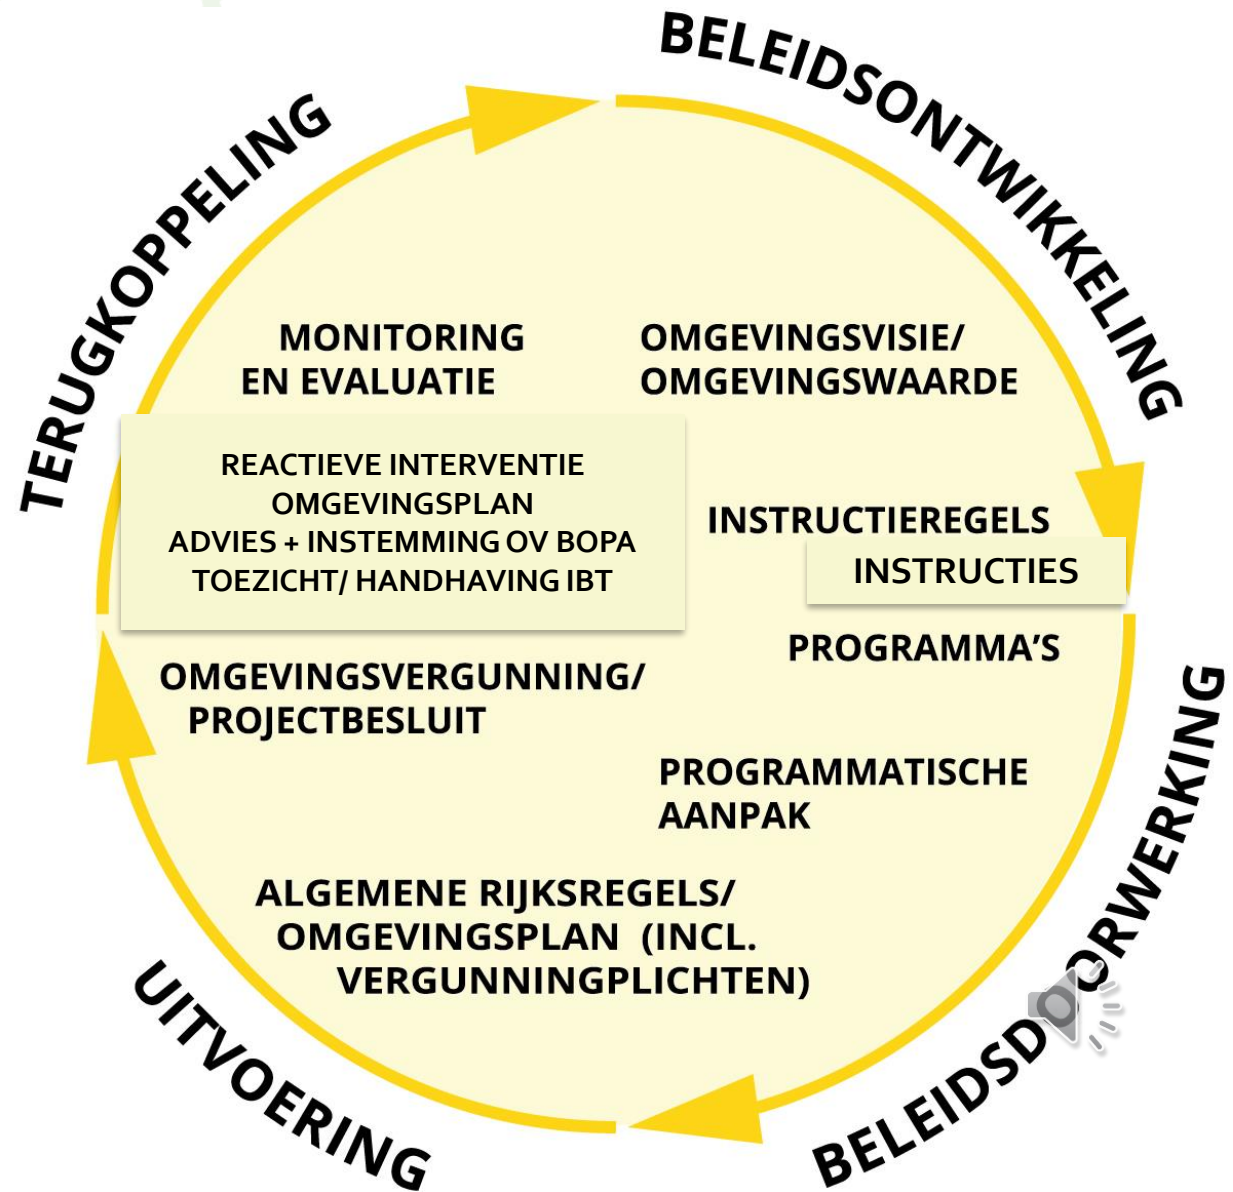 BELEIDSONTWIKKELING
TERUGKOPPELING
MONITORING
EN EVALUATIE
OMGEVINGSVISIE/
OMGEVINGSWAARDE
REACTIEVE INTERVENTIE
OMGEVINGSPLAN
ADVIES + INSTEMMING OV BOPA
TOEZICHT/ HANDHAVING IBT
INSTRUCTIEREGELS
INSTRUCTIES
PROGRAMMA’S
OMGEVINGSVERGUNNING/
PROJECTBESLUIT
PROGRAMMATISCHE
AANPAK
ALGEMENE RIJKSREGELS/
OMGEVINGSPLAN (INCL.
VERGUNNINGPLICHTEN)
BELEIDSDOORWERKING
UITVOERING